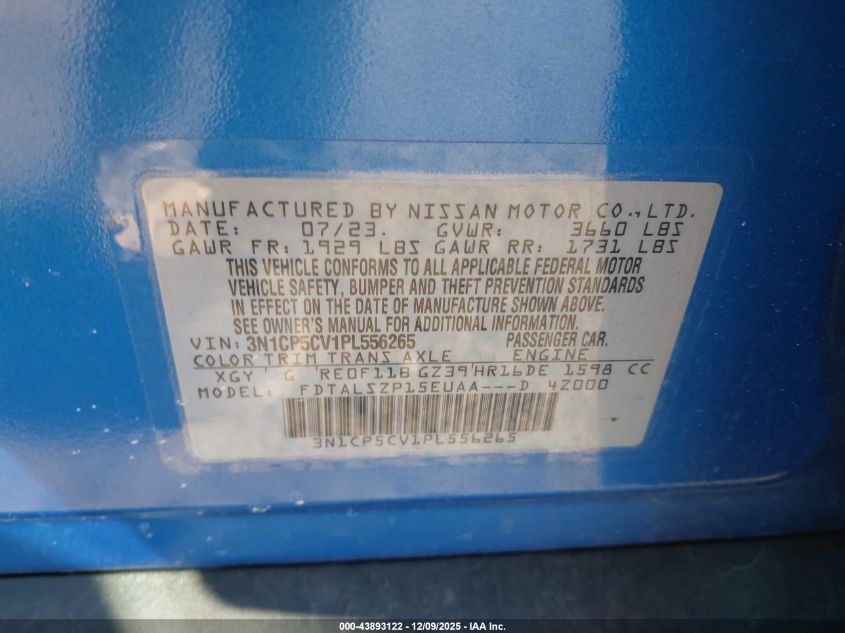 MANUFACTURED BY NISSAN MOTOR CO., LTD.
DATE: 07/23. GVWR: 3660 LBS
GAWR FR: 1929 LBS GAWR RR: 1731 LBS
THIS VEHICLE CONFORMS TO ALL APPLICABLE FEDERAL MOTOR
VEHICLE SAFETY, BUMPER AND THEFT PREVENTION STANDARDS
IN EFFECT ON THE DATE OF MANUFACTURE SHOWN ABOVE.
SEE OWNER'S MANUAL FOR ADDITIONAL INFORMATION.
VIN: 3N1CP5CV1PL556265 PASSENGER CAR.
COLOR TRIM TRANS AXLE ENGINE
XGY G RE0F11B GZ39 HR16DE 1598 CC
MODEL: FDTALSZP15EUAA---D 4Z000
3N1CP5CV1PL556265
000-43893122 - 12/09/2025 - IAA Inc.